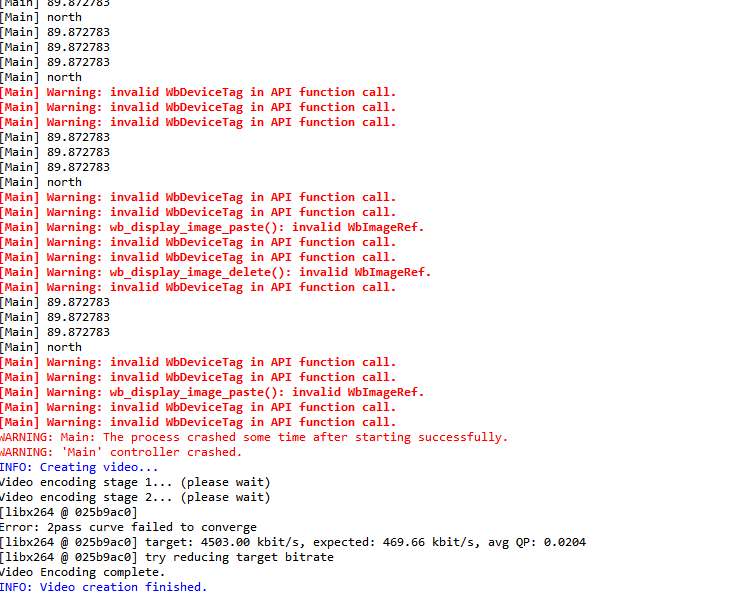 [Main] 89.872783
[Main] north
[Main] 89.872783
[Main] 89.872783
[Main] 89.872783
[Main] north
[Main] Warning: invalid WbDeviceTag in API function call.
[Main] Warning: invalid WbDeviceTag in API function call.
[Main] Warning: invalid WbDeviceTag in API function call.
[Main] 89.872783
[Main] 89.872783
[Main] 89.872783
[Main] north
[Main] Warning: invalid WbDeviceTag in API function call.
[Main] Warning: invalid WbDeviceTag in API function call.
[Main] Warning: wb_display_image_paste(): invalid WbImageRef.
[Main] Warning: invalid WbDeviceTag in API function call.
[Main] Warning: invalid WbDeviceTag in API function call.
[Main] Warning: wb_display_image_delete(): invalid WbImageRef.
[Main] Warning: invalid WbDeviceTag in API function call.
[Main] 89.872783
[Main] 89.872783
[Main] 89.872783
[Main] north
[Main] Warning: invalid WbDeviceTag in API function call.
[Main] Warning: invalid WbDeviceTag in API function call.
[Main] Warning: wb_display_image_paste(): invalid WbImageRef.
[Main] Warning: invalid WbDeviceTag in API function call.
[Main] Warning: invalid WbDeviceTag in API function call.
WARNING: Main: The process crashed some time after starting successfully.
WARNING: 'Main' controller crashed.
INFO: Creating video...
Video encoding stage 1... (please wait)
Video encoding stage 2... (please wait)
[libx264 @ 025b9ac0]
Error: 2pass curve failed to converge
[libx264 @ 025b9ac0] target: 4503.00 kbit/s, expected: 469.66 kbit/s, avg QP: 0.0204
[libx264 @ 025b9ac0] try reducing target bitrate
Video Encoding complete.
INFO: Video creation finished.